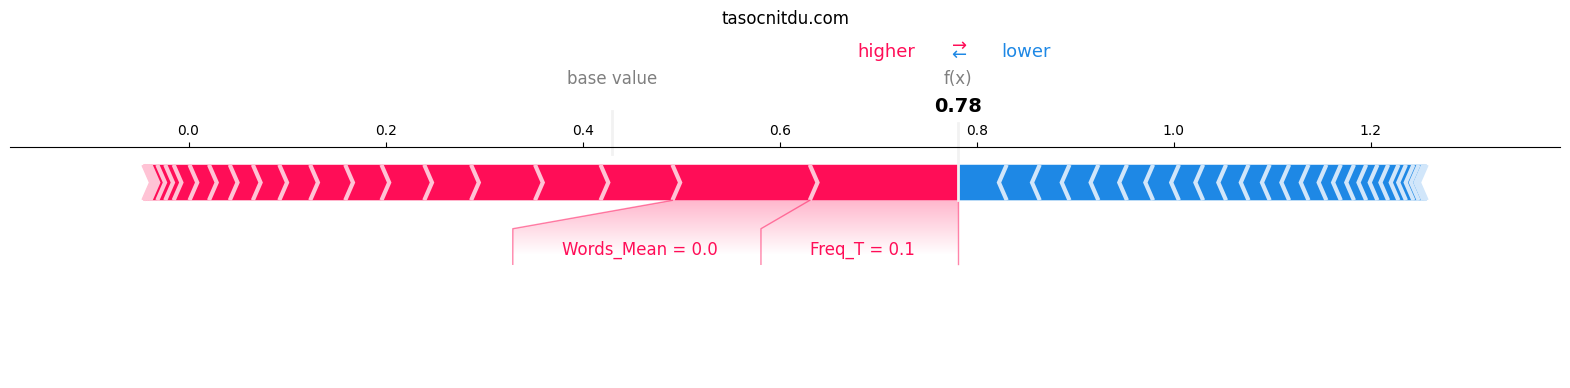 tasocnitdu.com
higher → ← lower
base value f(x)
0.78
0.0 0.2 0.4 0.6 0.8 1.0 1.2
Words_Mean = 0.0 Freq_T = 0.1